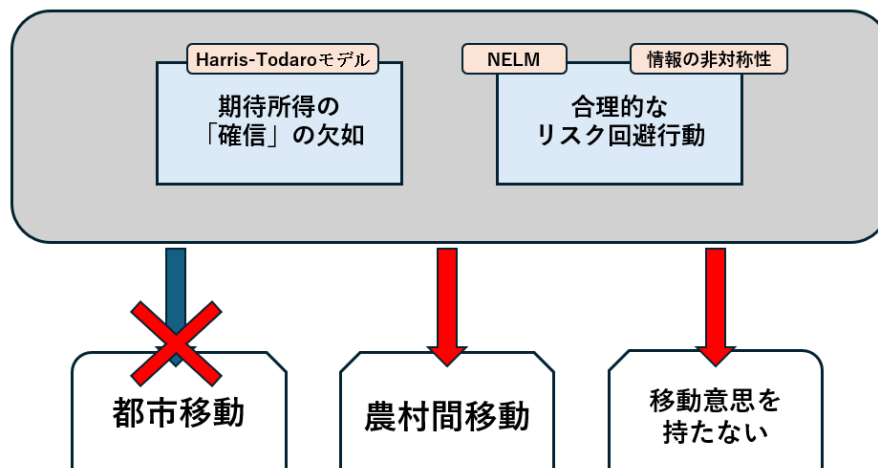 Harris-Todaroモデル
期待所得の
「確信」の欠如
NELM
情報の非対称性
合理的な
リスク回避行動
都市移動
農村間移動
移動意思を
持たない